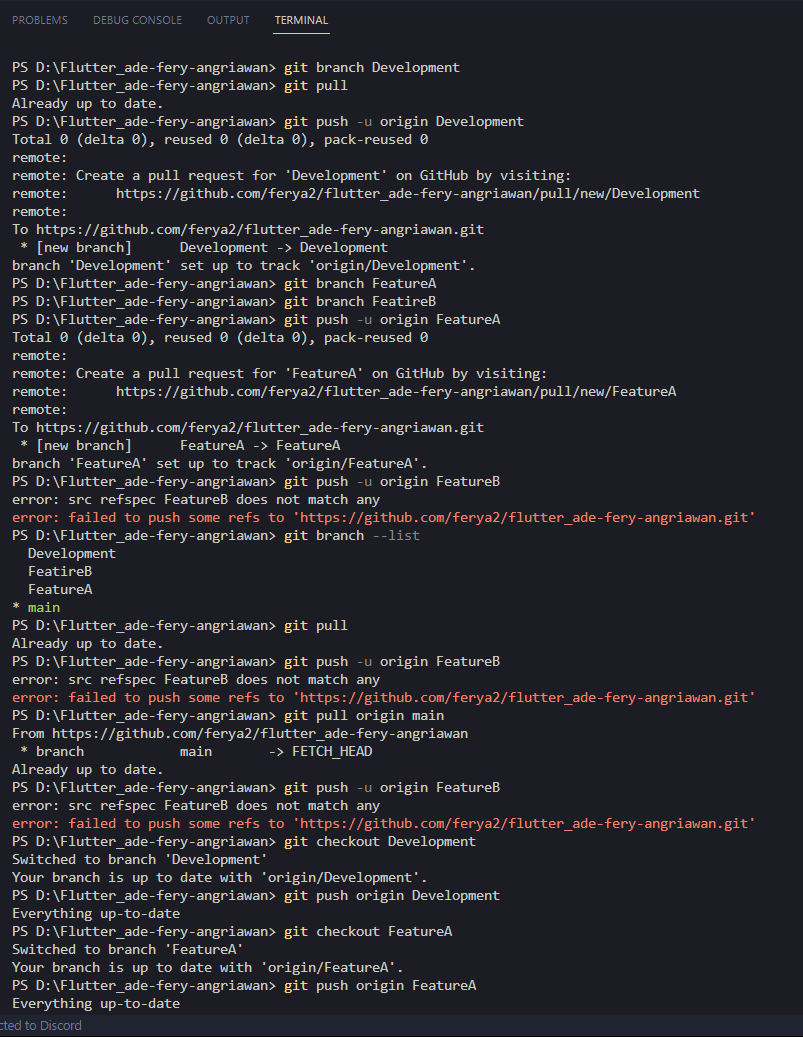 PROBLEMS DEBUG CONSOLE OUTPUT TERMINAL
PS D:\Flutter_ade-fery-angriawan> git branch Development
PS D:\Flutter_ade-fery-angriawan> git pull
Already up to date.
PS D:\Flutter_ade-fery-angriawan> git push -u origin Development
Total 0 (delta 0), reused 0 (delta 0), pack-reused 0
remote:
remote: Create a pull request for 'Development' on GitHub by visiting:
remote:      https://github.com/ferya2/flutter_ade-fery-angriawan/pull/new/Development
remote:
To https://github.com/ferya2/flutter_ade-fery-angriawan.git
 * [new branch]      Development -> Development
branch 'Development' set up to track 'origin/Development'.
PS D:\Flutter_ade-fery-angriawan> git branch FeatureA
PS D:\Flutter_ade-fery-angriawan> git branch FeatireB
PS D:\Flutter_ade-fery-angriawan> git push -u origin FeatureA
Total 0 (delta 0), reused 0 (delta 0), pack-reused 0
remote:
remote: Create a pull request for 'FeatureA' on GitHub by visiting:
remote:      https://github.com/ferya2/flutter_ade-fery-angriawan/pull/new/FeatureA
remote:
To https://github.com/ferya2/flutter_ade-fery-angriawan.git
 * [new branch]      FeatureA -> FeatureA
branch 'FeatureA' set up to track 'origin/FeatureA'.
PS D:\Flutter_ade-fery-angriawan> git push -u origin FeatureB
error: src refspec FeatureB does not match any
error: failed to push some refs to 'https://github.com/ferya2/flutter_ade-fery-angriawan.git'
PS D:\Flutter_ade-fery-angriawan> git branch --list
  Development
  FeatireB
  FeatureA
* main
PS D:\Flutter_ade-fery-angriawan> git pull
Already up to date.
PS D:\Flutter_ade-fery-angriawan> git push -u origin FeatureB
error: src refspec FeatureB does not match any
error: failed to push some refs to 'https://github.com/ferya2/flutter_ade-fery-angriawan.git'
PS D:\Flutter_ade-fery-angriawan> git pull origin main
From https://github.com/ferya2/flutter_ade-fery-angriawan
 * branch            main       -> FETCH_HEAD
Already up to date.
PS D:\Flutter_ade-fery-angriawan> git push -u origin FeatureB
error: src refspec FeatureB does not match any
error: failed to push some refs to 'https://github.com/ferya2/flutter_ade-fery-angriawan.git'
PS D:\Flutter_ade-fery-angriawan> git checkout Development
Switched to branch 'Development'
Your branch is up to date with 'origin/Development'.
PS D:\Flutter_ade-fery-angriawan> git push origin Development
Everything up-to-date
PS D:\Flutter_ade-fery-angriawan> git checkout FeatureA
Switched to branch 'FeatureA'
Your branch is up to date with 'origin/FeatureA'.
PS D:\Flutter_ade-fery-angriawan> git push origin FeatureA
Everything up-to-date
cted to Discord